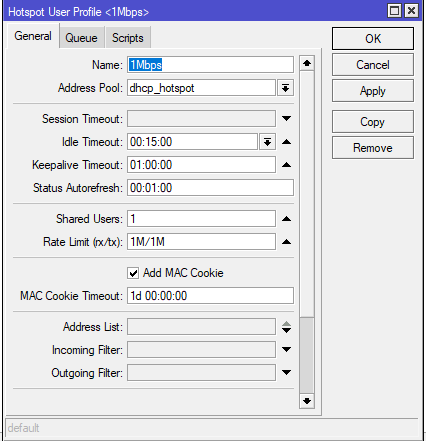 Hotspot User Profile <1Mbps>
General Queue Scripts
Name: 1Mbps
Address Pool: dhcp_hotspot
Session Timeout:
Idle Timeout: 00:15:00
Keepalive Timeout: 01:00:00
Status Autorefresh: 00:01:00
Shared Users: 1
Rate Limit (rx/tx): 1M/1M
Add MAC Cookie
MAC Cookie Timeout: 1d 00:00:00
Address List:
Incoming Filter:
Outgoing Filter:
OK
Cancel
Apply
Copy
Remove
default